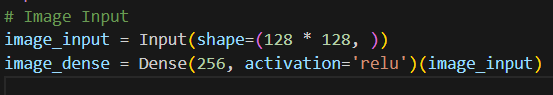 # Image Input
image_input = Input(shape=(128 * 128, ))
image_dense = Dense(256, activation='relu')(image_input)